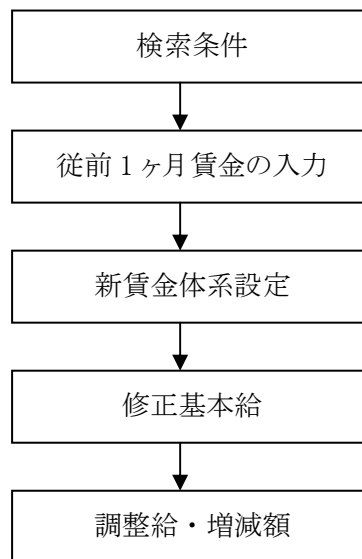 検索条件
従前１ヶ月賃金の入力
新賃金体系設定
修正基本給
調整給・増減額